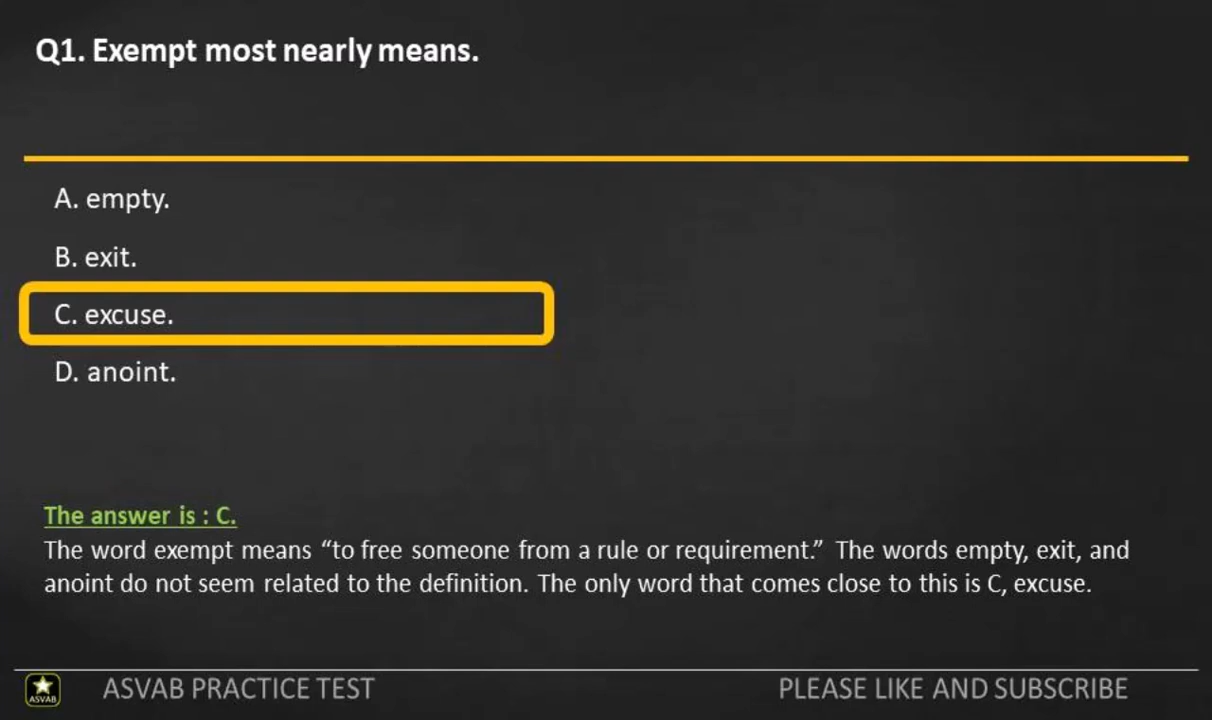 Q1. Exempt most nearly means.
A. empty.
B. exit.
C. excuse.
D. anoint.
The answer is : C.
The word exempt means “to free someone from a rule or requirement.” The words empty, exit, and
anoint do not seem related to the definition. The only word that comes close to this is C, excuse.
ASVAB
ASVAB PRACTICE TEST
PLEASE LIKE AND SUBSCRIBE